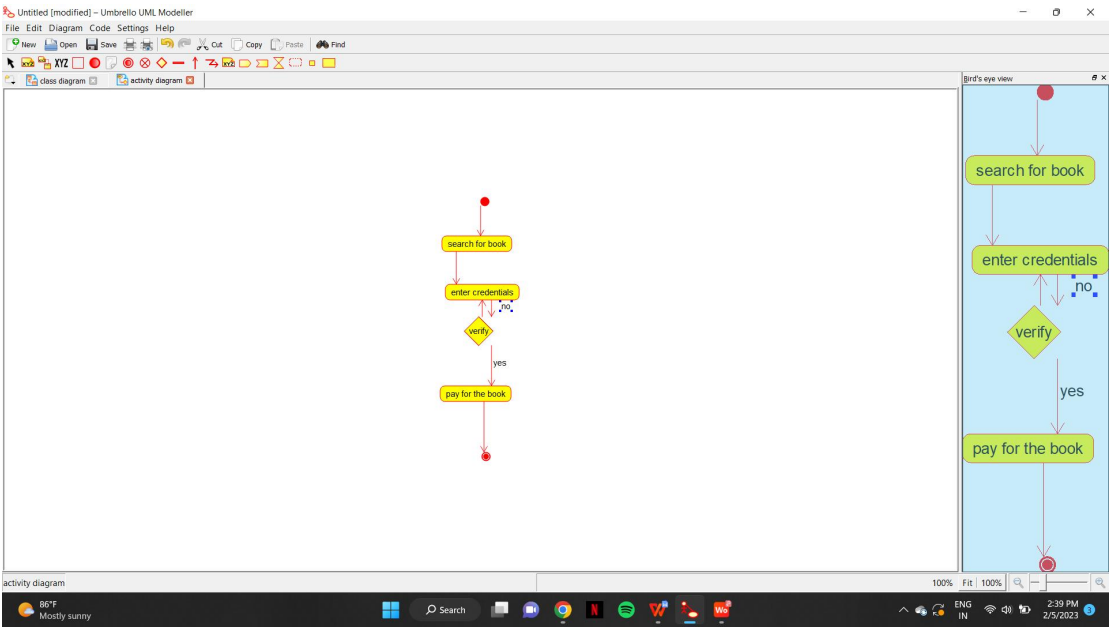 Untitled [modified] – Umbrello UML Modeller
File Edit Diagram Code Settings Help
New Open Save Cut Copy Paste Find
XYZ
class diagram activity diagram
Bird's eye view
search for book
enter credentials
no
verify
yes
pay for the book
search for book
enter credentials
no
verify
yes
pay for the book
activity diagram
100% Fit 100%
86°F
Mostly sunny
Search
N
W
Wo
ENG
IN
2:39 PM
2/5/2023
3